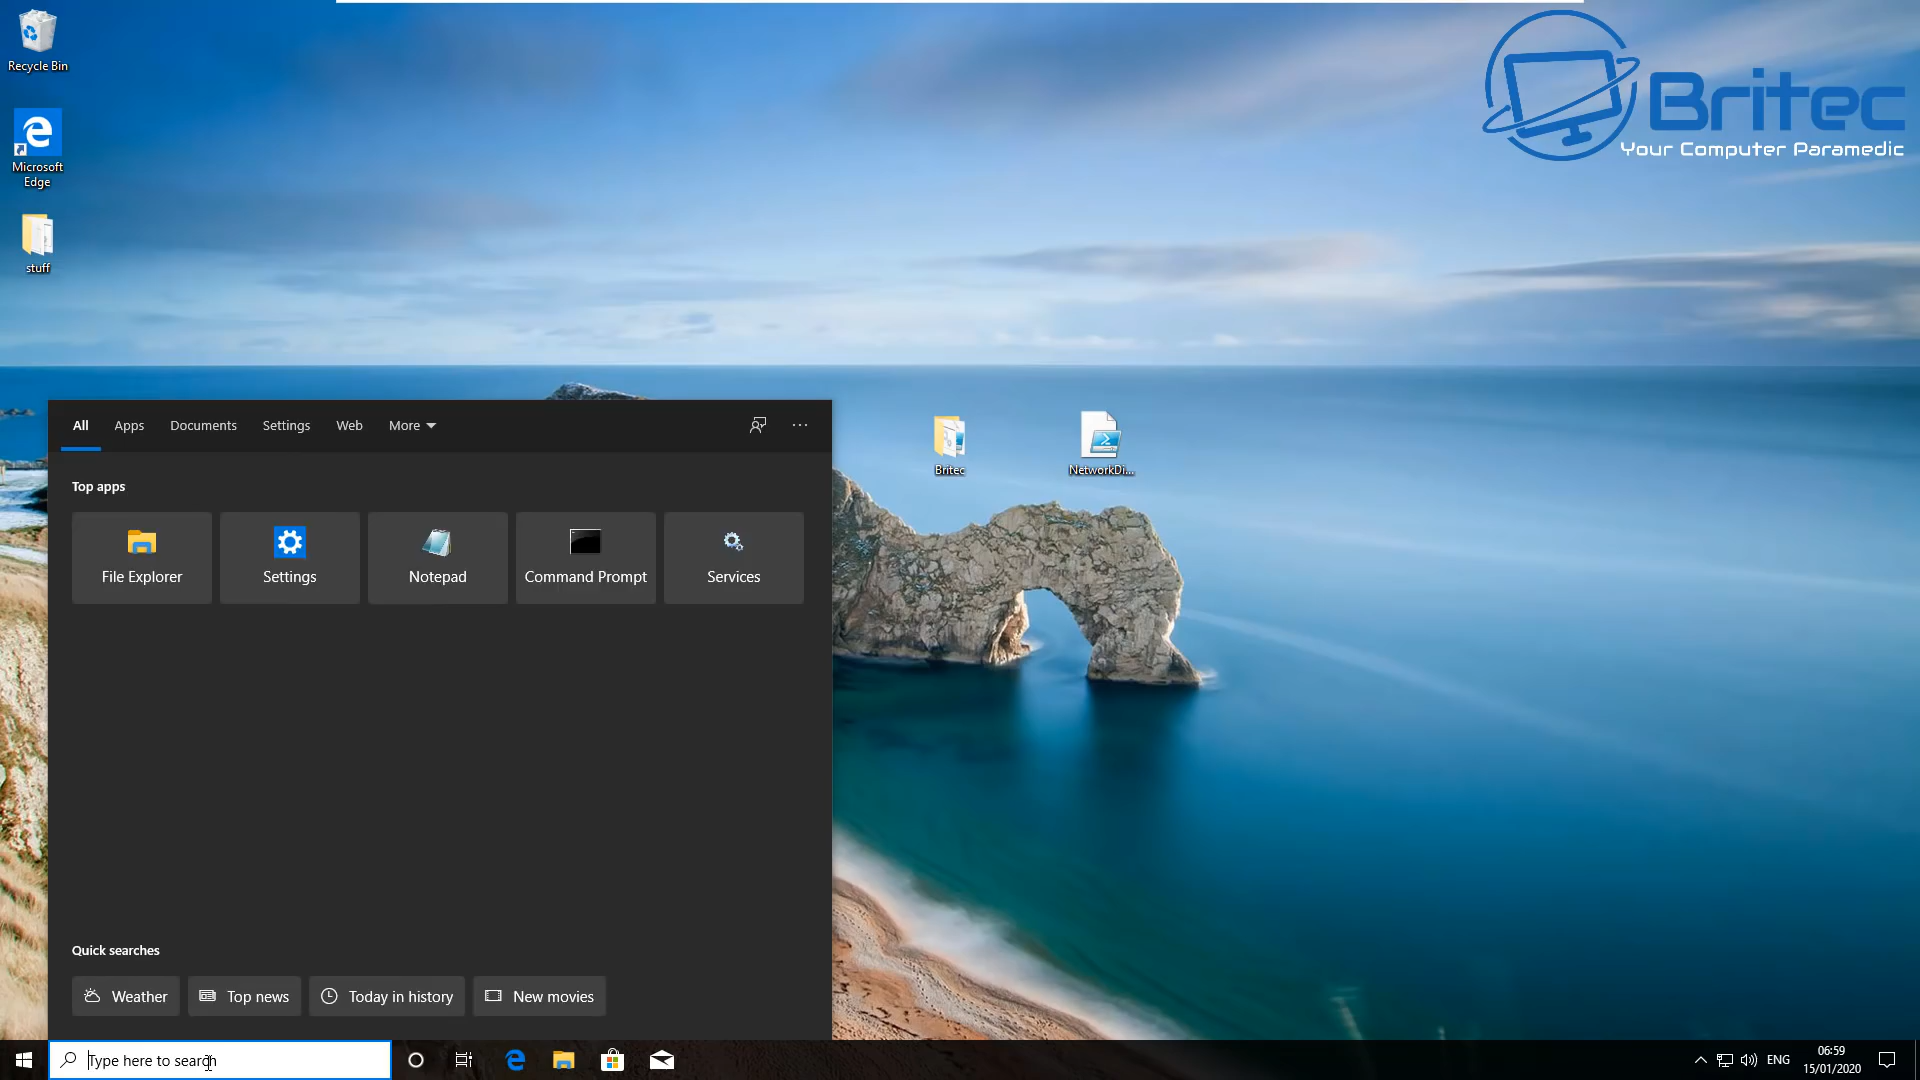 Recycle Bin
Microsoft
Edge
stuff
Britec
Your Computer Paramedic
Britec
NetworkDi...
All
Apps
Documents
Settings
Web
More
Top apps
File Explorer
Settings
Notepad
Command Prompt
Services
Quick searches
Weather
Top news
Today in history
New movies
Type here to search
ENG
06:59
15/01/2020